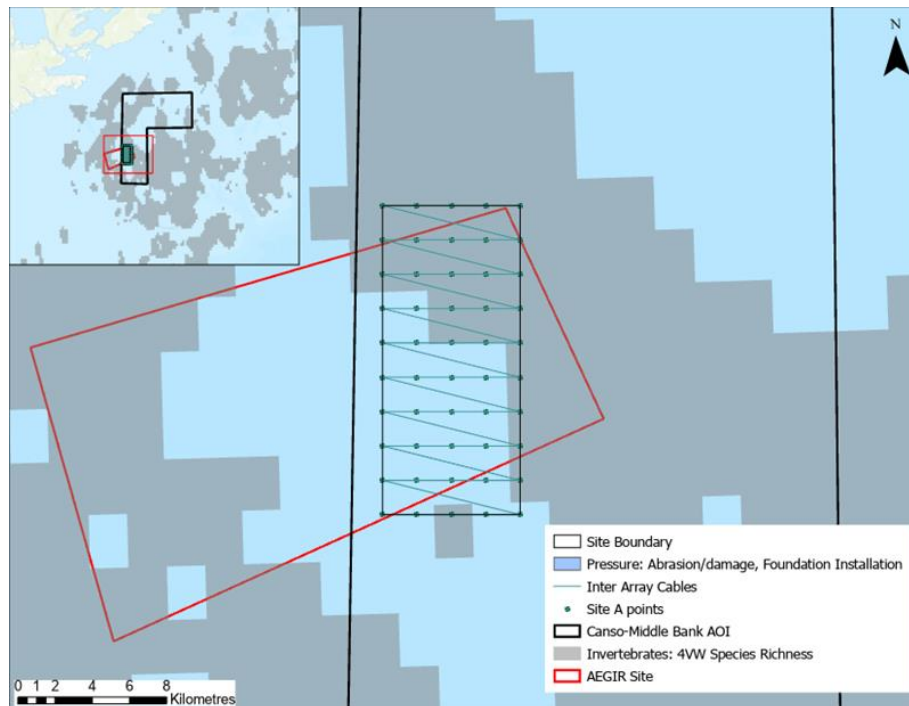 N
Site Boundary
Pressure: Abrasion/damage, Foundation Installation
Inter Array Cables
Site A points
Canso-Middle Bank AOI
Invertebrates: 4VW Species Richness
AEGIR Site
0 1 2 4 6 8
Kilometres